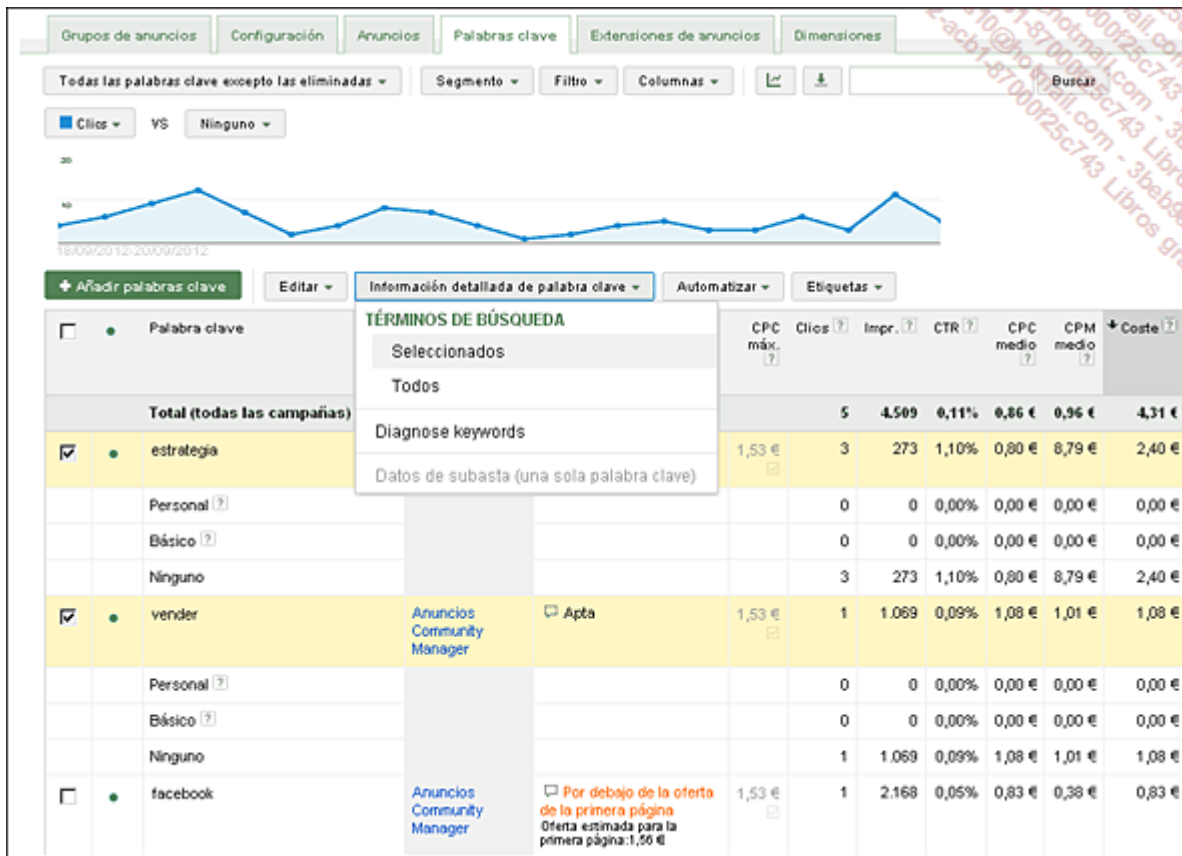 Grupos de anuncios Configuración Anuncios Palabras clave Extensiones de anuncios Dimensiones
Todas las palabras clave excepto las eliminadas Segmento Filtro Columnas Buscar
Clics VS Ninguno
20
10
18/09/2012-20/09/2012
+ Añadir palabras clave Editar Información detallada de palabra clave Automatizar Etiquetas
TÉRMINOS DE BÚSQUEDA
Seleccionados
Todos
Diagnose keywords
Datos de subasta (una sola palabra clave)
Palabra clave CPC máx. ? Clics ? Impr. ? CTR ? CPC medio ? CPM medio ? Coste ?
Total (todas las campañas) 5 4.509 0,11% 0,86 € 0,96 € 4,31 €
estrategia 1,53 € 3 273 1,10% 0,80 € 8,79 € 2,40 €
Personal ? 0 0 0,00% 0,00 € 0,00 € 0,00 €
Básico ? 0 0 0,00% 0,00 € 0,00 € 0,00 €
Ninguno 3 273 1,10% 0,80 € 8,79 € 2,40 €
vender Anuncios Community Manager Apta 1,53 € 1 1.069 0,09% 1,08 € 1,01 € 1,08 €
Personal ? 0 0 0,00% 0,00 € 0,00 € 0,00 €
Básico ? 0 0 0,00% 0,00 € 0,00 € 0,00 €
Ninguno 1 1.069 0,09% 1,08 € 1,01 € 1,08 €
facebook Anuncios Community Manager Por debajo de la oferta de la primera página 1,53 € 1 2.168 0,05% 0,83 € 0,38 € 0,83 €
Oferta estimada para la primera página:1,56 €